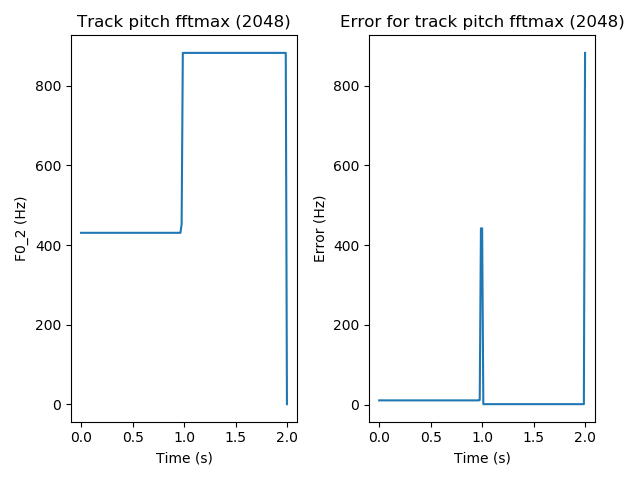 Track pitch fftmax (2048)
F0_2 (Hz)
800
600
400
200
0
0.0 0.5 1.0 1.5 2.0
Time (s)
Error for track pitch fftmax (2048)
Error (Hz)
800
600
400
200
0
0.0 0.5 1.0 1.5 2.0
Time (s)